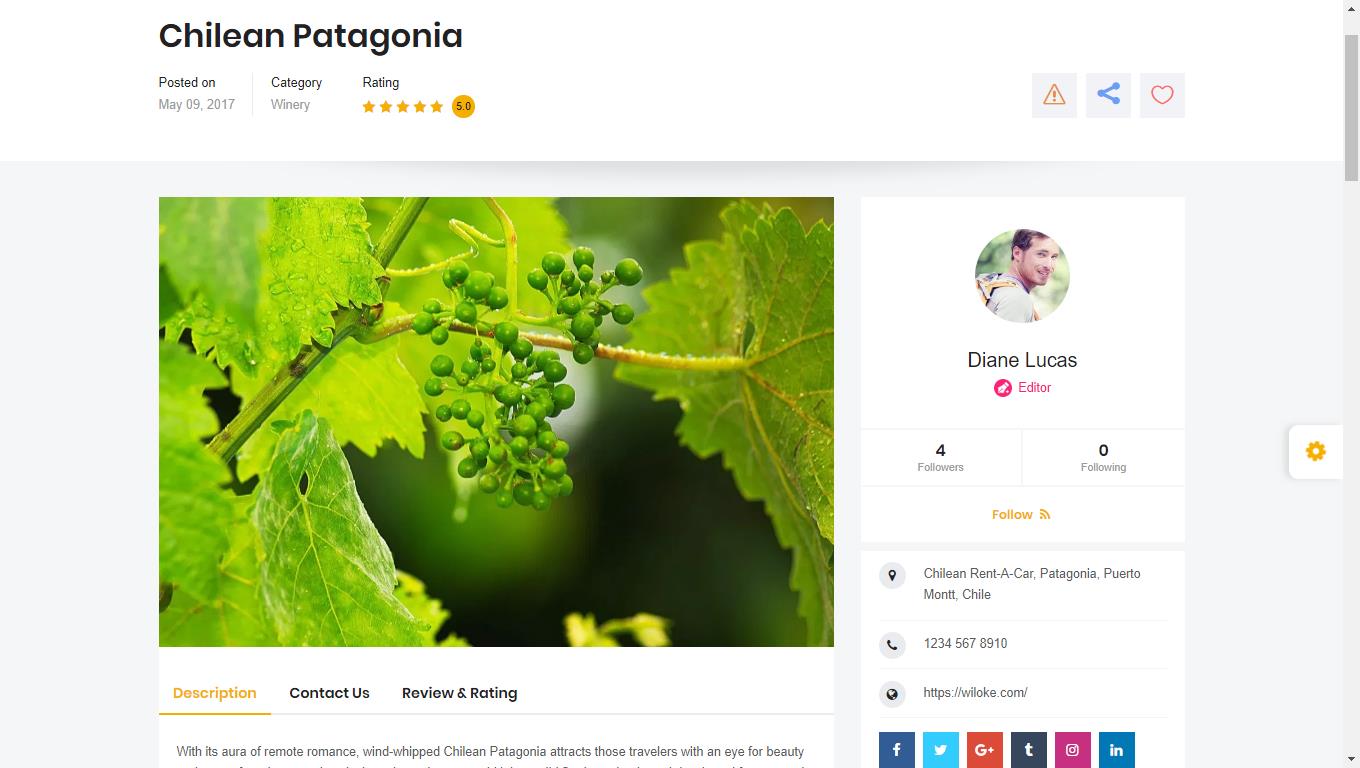 Chilean Patagonia
Posted on
May 09, 2017
Category
Winery
Rating
5.0
Diane Lucas
Editor
4
Followers
0
Following
Follow
Chilean Rent-A-Car, Patagonia, Puerto
Montt, Chile
1234 567 8910
https://wiloke.com/
Description
Contact Us
Review & Rating
With its aura of remote romance, wind-whipped Chilean Patagonia attracts those travelers with an eye for beauty